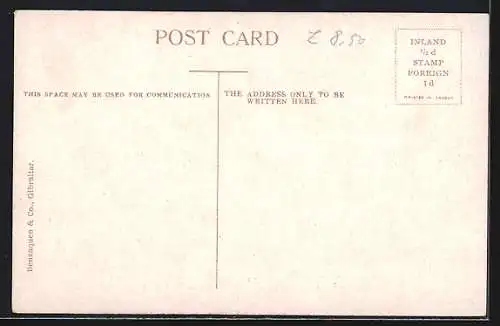 POST CARD
£ 8.50
INLAND
½ d
STAMP
FOREIGN
1 d
THIS SPACE MAY BE USED FOR COMMUNICATION
THE ADDRESS ONLY TO BE
WRITTEN HERE.
Benzaquen & Co., Gibraltar.